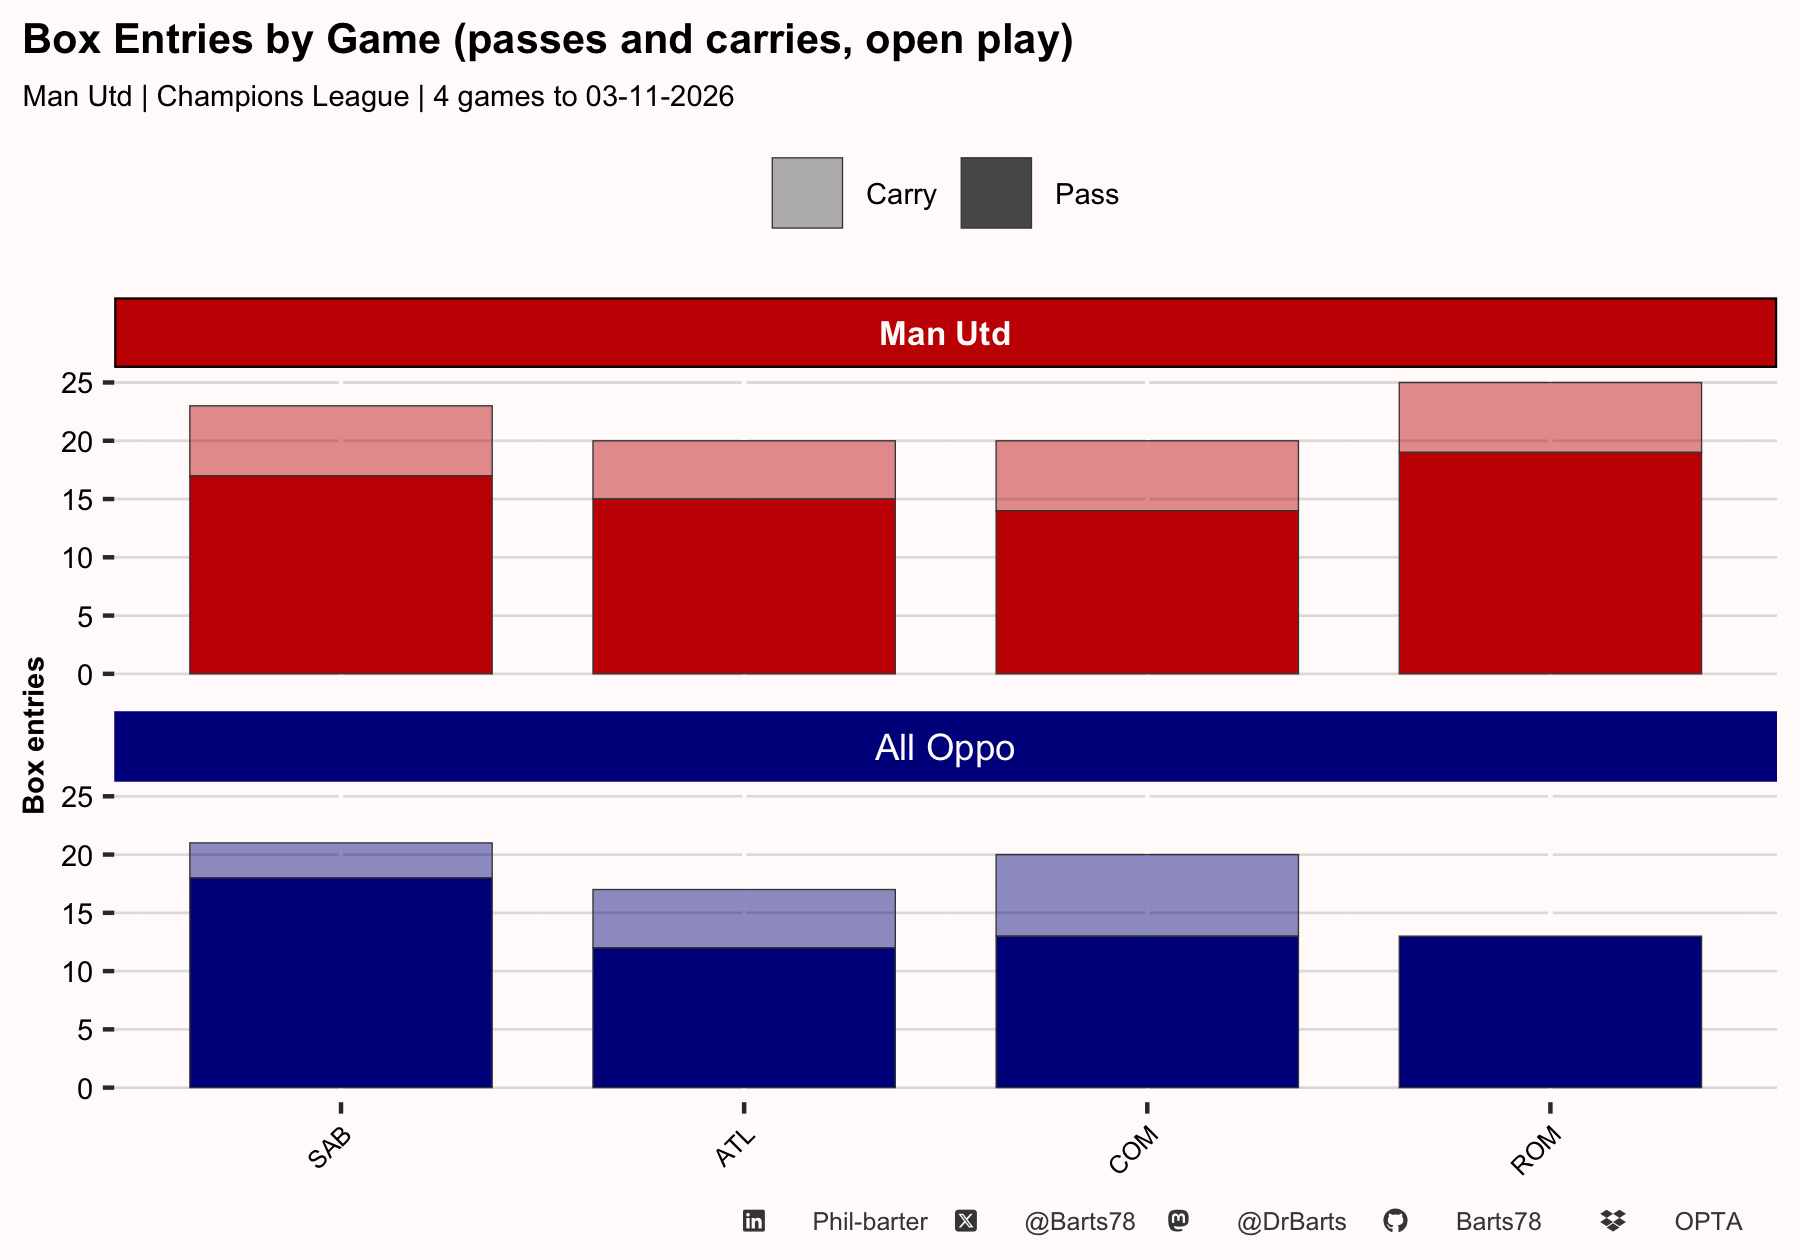 Box Entries by Game (passes and carries, open play)
Man Utd | Champions League | 4 games to 03-11-2026
Carry Pass
Man Utd
25
20
15
10
5
0
Box entries
All Oppo
25
20
15
10
5
0
SAB ATL COM ROM
Phil-barter @Barts78 @DrBarts Barts78 OPTA